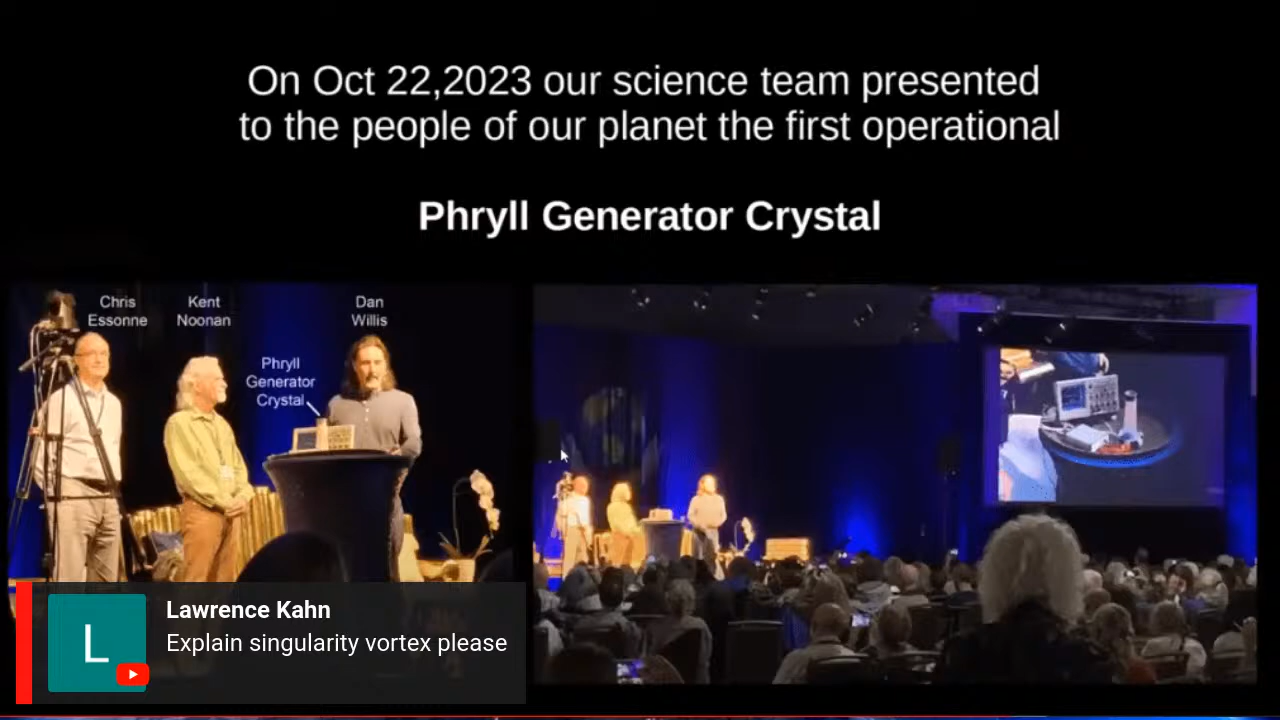 On Oct 22,2023 our science team presented
to the people of our planet the first operational
Phryll Generator Crystal
Chris
Essonne
Kent
Noonan
Dan
Willis
Phryll
Generator
Crystal
L
Lawrence Kahn
Explain singularity vortex please